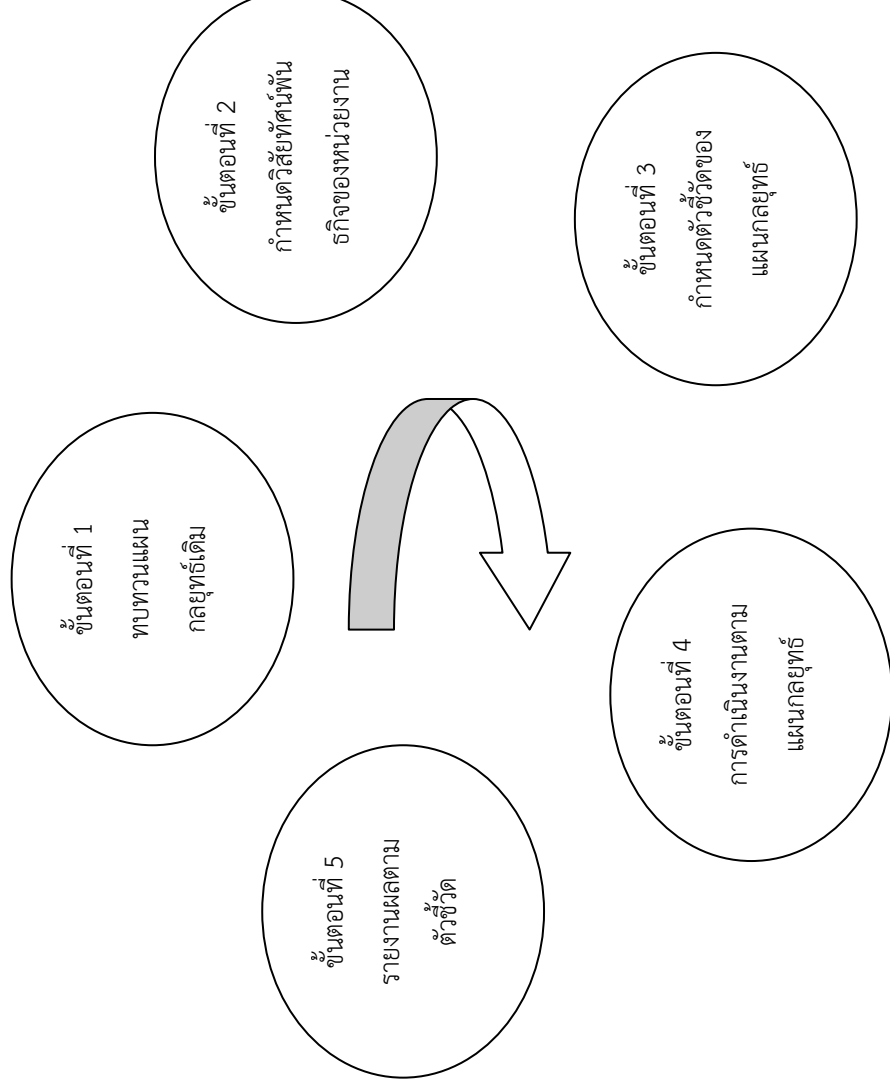 ขั้นตอนที่ 1
ทบทวนแผน
กลยุทธ์เดิม
ขั้นตอนที่ 2
กำหนดวิสัยทัศน์พัน
ธกิจของหน่วยงาน
ขั้นตอนที่ 3
กำหนดตัวชี้วัดของ
แผนกลยุทธ์
ขั้นตอนที่ 4
การดำเนินงานตาม
แผนกลยุทธ์
ขั้นตอนที่ 5
รายงานผลตาม
ตัวชี้วัด